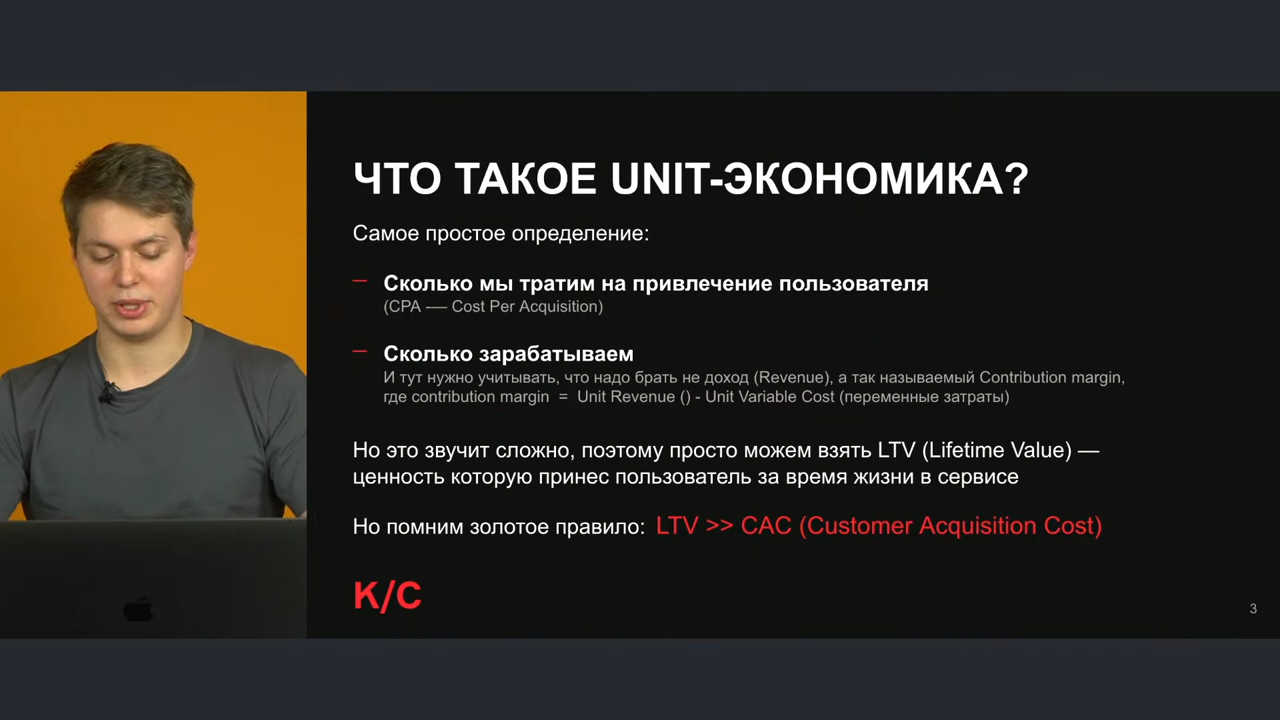 ЧТО ТАКОЕ UNIT-ЭКОНОМИКА?
Самое простое определение:
— Сколько мы тратим на привлечение пользователя
(CPA -— Cost Per Acquisition)
— Сколько зарабатываем
И тут нужно учитывать, что надо брать не доход (Revenue), а так называемый Contribution margin,
где contribution margin = Unit Revenue () - Unit Variable Cost (переменные затраты)
Но это звучит сложно, поэтому просто можем взять LTV (Lifetime Value) —
ценность которую принес пользователь за время жизни в сервисе
Но помним золотое правило: LTV >> CAC (Customer Acquisition Cost)
K/C
3